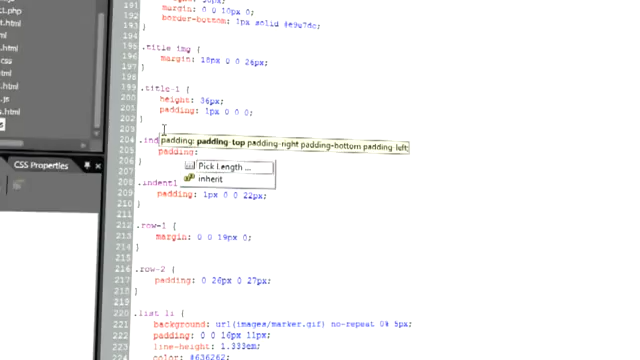 191
192 margin: 0 0 10px 0;
193 border-bottom: 1px solid #e9e7dc;
194 }
195 .title img {
196 margin: 18px 0 0 26px;
197 }
198
199 .title-1 {
200 height: 36px;
201 padding: 1px 0 0 0;
202 }
203
204 .ind
padding: padding-top padding-right padding-bottom padding-left;
205 padding:
206 }
Pick Length ...
inherit
208 .indent1
209 padding: 1px 0 0 22px;
210 }
211
212 .row-1 {
213 margin: 0 0 19px 0;
214 }
215
216 .row-2 {
217 padding: 0 26px 0 27px;
218 }
219
220 .list li {
221 background: url(images/marker.gif) no-repeat 0% 5px;
222 padding: 0 0 16px 11px;
223 line-height: 1.333em;
224 color: #636262;
.php
.html
.html
.html
.js
s
CSS Properties